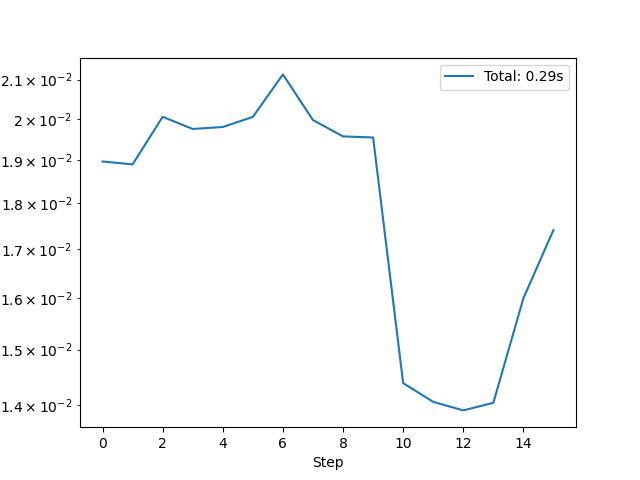 Total: 0.29s
2.1 × 10⁻²
2 × 10⁻²
1.9 × 10⁻²
1.8 × 10⁻²
1.7 × 10⁻²
1.6 × 10⁻²
1.5 × 10⁻²
1.4 × 10⁻²
0 2 4 6 8 10 12 14
Step